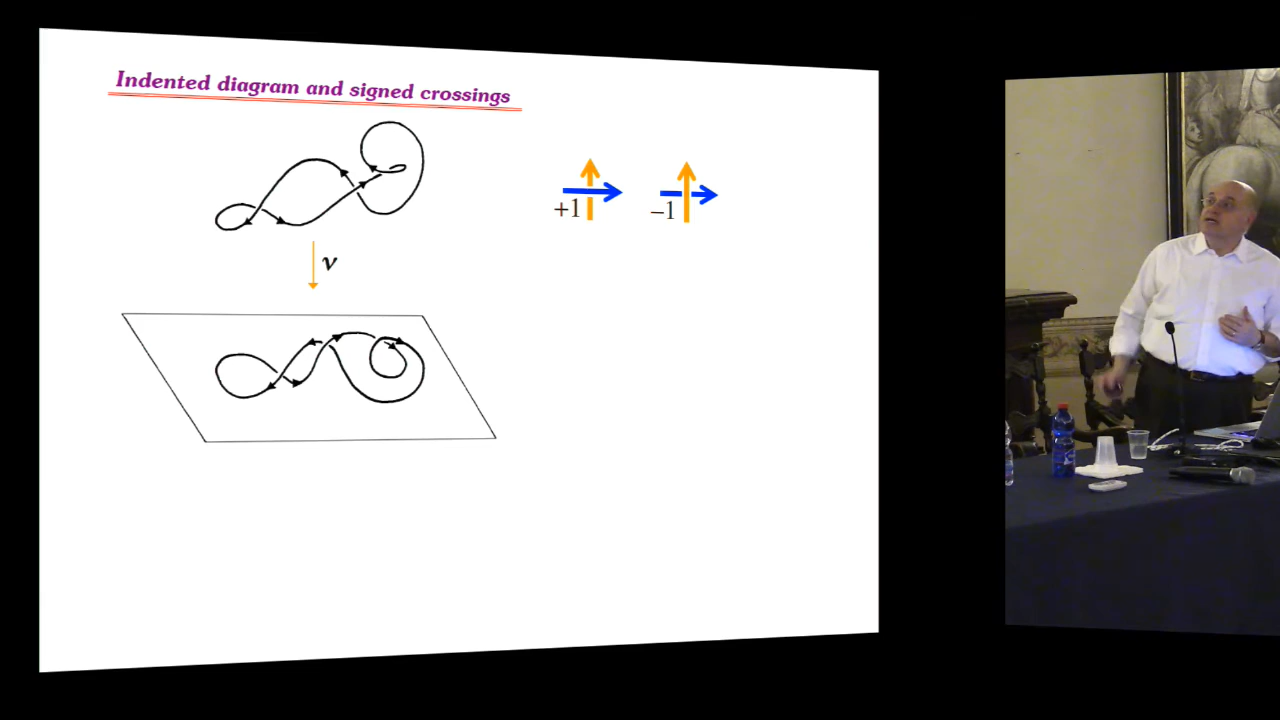 Indented diagram and signed crossings
+1
−1
ν